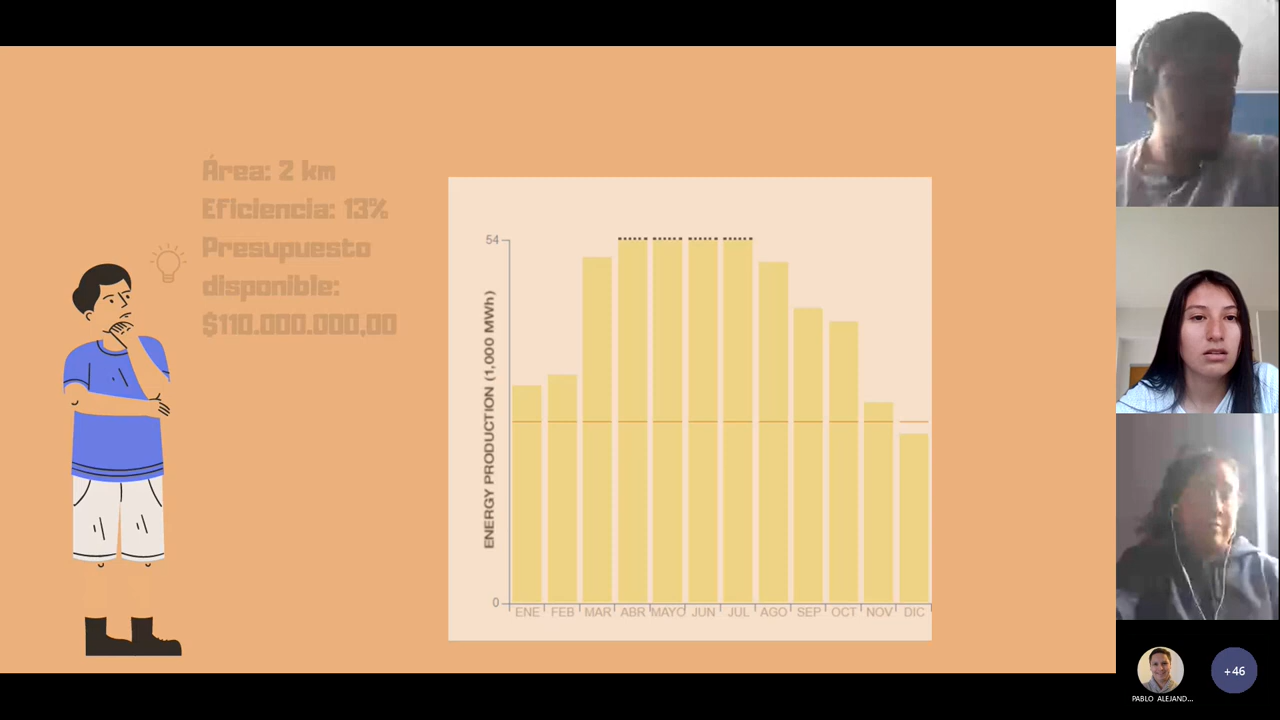 Área: 2 km
Eficiencia: 13%
Presupuesto
disponible:
$110.000.000,00
54
ENERGY PRODUCTION (1,000 MWh)
0
ENE FEB MAR ABR MAYO JUN JUL AGO SEP OCT NOV DIC
PABLO ALEJAND...
+46